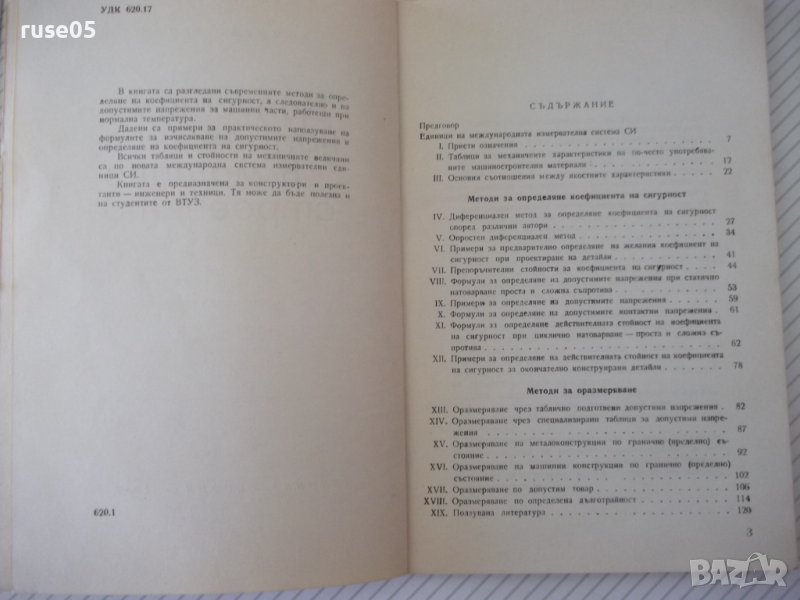 ruse05
УДК 620.17
В книгата са разгледани съвременните методи за опреде-
ляне на коефициента на сигурност, а следователно и на
допустимите напрежения за машинни части, работещи при
нормална температура.
Дадени са примери за практическото използуване на
формулите за изчисляване на допустимите напрежения и
определяне на коефициента на сигурност.
Всички таблици и стойности на механичните величини
са по новата международна система измервателни еди-
ници СИ.
Книгата е предназначена за конструктори и проек-
танти — инженери и техници. Тя може да бъде полезна и
на студентите от ВТУЗ.
620.1
СЪДЪРЖАНИЕ
Предговор
Единици на международната измервателна система СИ
I. Приети означения 7
II. Таблици за механичните характеристики на по-често употребява-
ните машиностроителни материали 12
III. Основни съотношения между якостните характеристики 22
Методи за определяне коефициента на сигурност
IV. Диференциален метод за определяне коефициента на сигурност
според различни автори 27
V. Опростен диференциален метод 34
VI. Примери за предварително определяне на желания коефициент на
сигурност при проектиране на детайли 41
VII. Препоръчителни стойности за коефициента на сигурност 44
VIII. Формули за определяне на допустимите напрежения при статично
натоварване проста и сложна съпротива 53
IX. Примери за определяне на допустимите напрежения 59
X. Формули за определяне на допустими контактни напрежения 61
XI. Формули за определяне действителната стойност на коефициента
на сигурност при циклично натоварване — проста и сложна съ-
противa 62
XII. Примери за определяне на действителната стойност на коефициента
на сигурност за окончателно конструирани детайли 78
Методи за оразмеряване
XIII. Оразмеряване чрез таблично подготвени допустими напрежения 82
XIV. Оразмеряване чрез специализирани таблици за допустими напре-
жения 87
XV. Оразмеряване на металоконструкции по гранично (пределно) съ-
стояние 92
XVI. Оразмеряване на машинни конструкции по гранично (пределно)
състояние 102
XVII. Оразмеряване по допустим товар 106
XVIII. Оразмеряване по определена дълготрайност 114
XIX. Ползувана литература 120
3
BAZAR